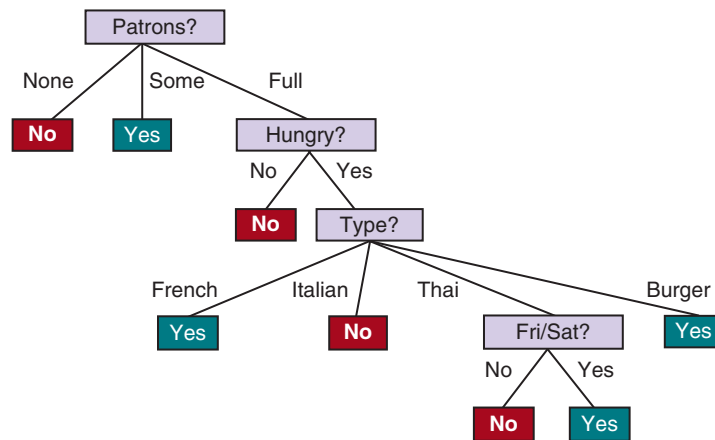 Patrons?
None Some Full
No Yes Hungry?
No Yes
No Type?
French Italian Thai Burger
Yes No Fri/Sat? Yes
No Yes
No Yes